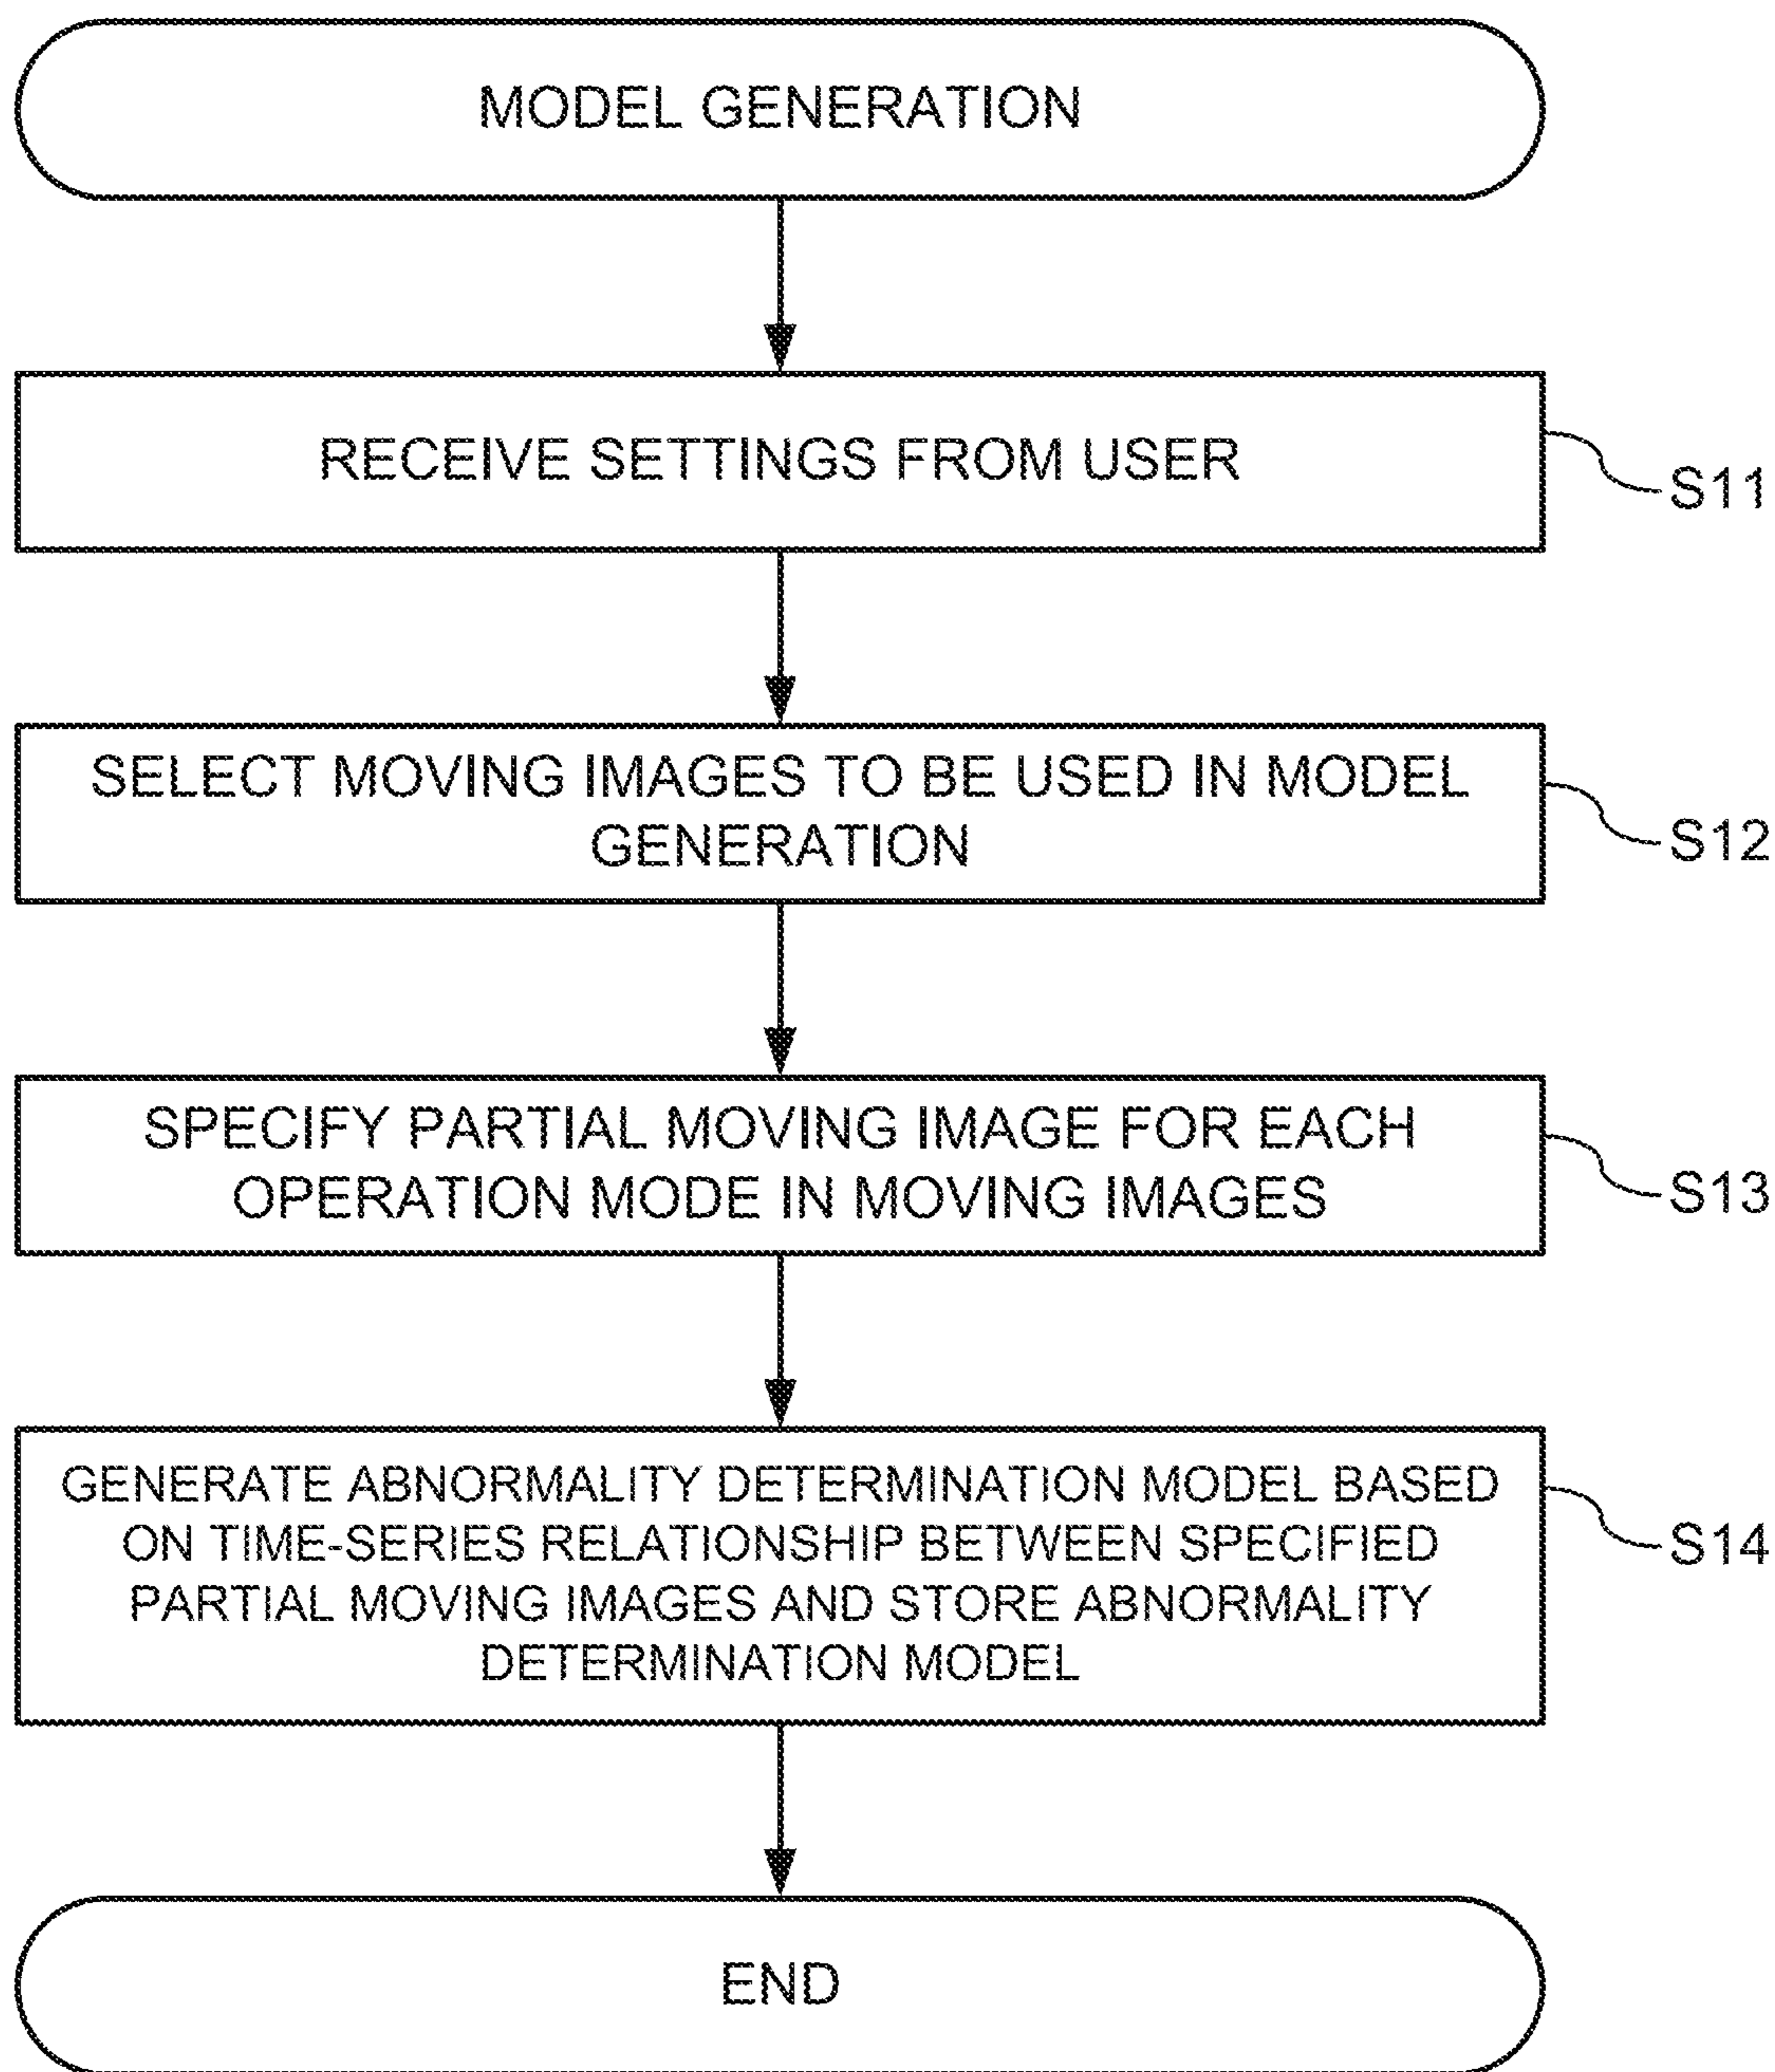 MODEL GENERATION
RECEIVE SETTINGS FROM USER
S11
SELECT MOVING IMAGES TO BE USED IN MODEL
GENERATION
S12
SPECIFY PARTIAL MOVING IMAGE FOR EACH
OPERATION MODE IN MOVING IMAGES
S13
GENERATE ABNORMALITY DETERMINATION MODEL BASED
ON TIME-SERIES RELATIONSHIP BETWEEN SPECIFIED
PARTIAL MOVING IMAGES AND STORE ABNORMALITY
DETERMINATION MODEL
S14
END